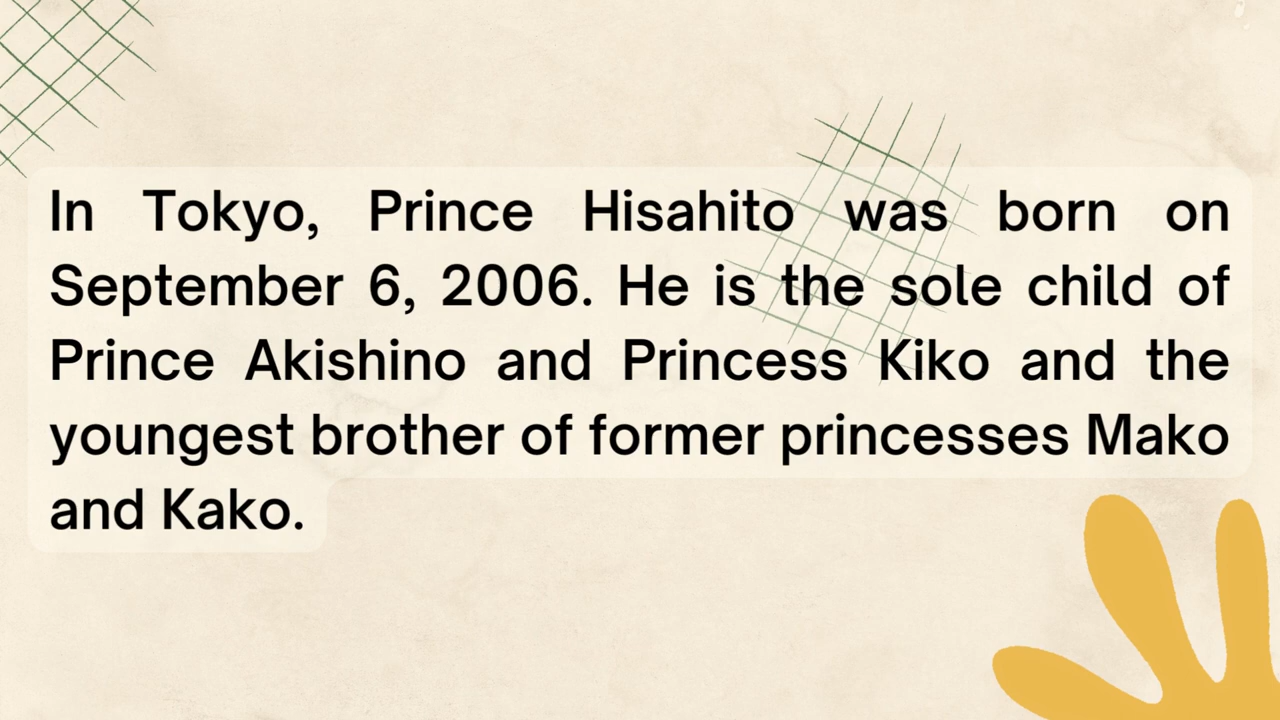 In Tokyo, Prince Hisahito was born on
September 6, 2006. He is the sole child of
Prince Akishino and Princess Kiko and the
youngest brother of former princesses Mako
and Kako.